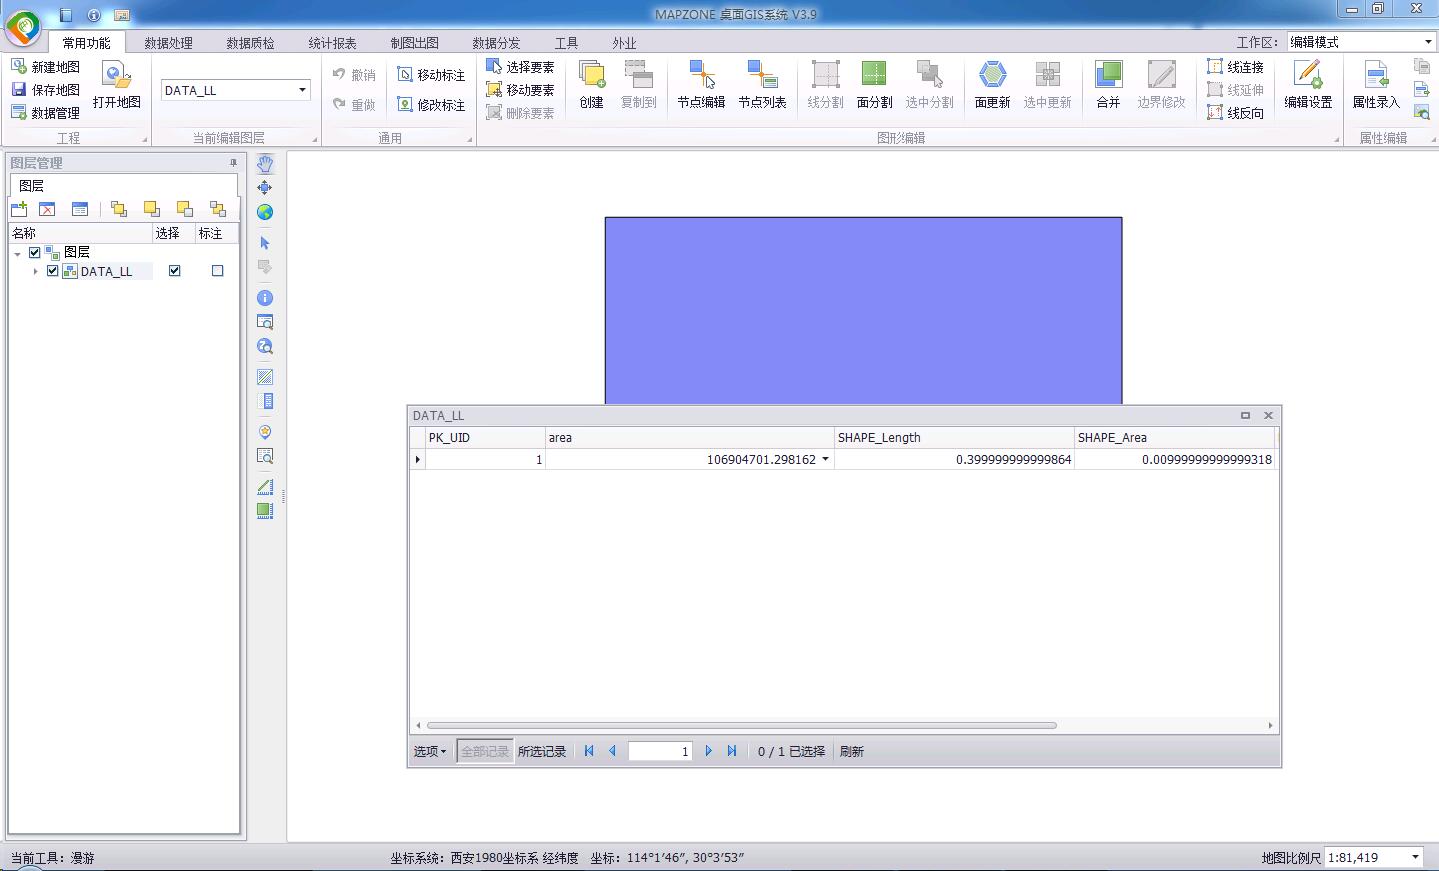 MAPZONE 桌面GIS系统 V3.9
常用功能 数据处理 数据质检 统计报表 制图出图 数据分发 工具 外业 工作区: 编辑模式
新建地图
保存地图
数据管理
打开地图
工程
DATA_LL
当前编辑图层
撤销 移动标注
重做 修改标注
通用
选择要素
移动要素
删除要素
创建 复制到 节点编辑 节点列表 线分割 面分割 选中分割 面更新 选中更新 合并 边界修改
线连接
线延伸
线反向
编辑设置
图形编辑
属性录入
属性编辑
图层管理
图层
名称 选择 标注
图层
DATA_LL
DATA_LL
PK_UID area SHAPE_Length SHAPE_Area
1 106904701.298162 0.399999999999864 0.00999999999999318
选项 全部记录 所选记录 1 0 / 1 已选择 刷新
当前工具: 漫游 坐标系统: 西安1980坐标系 经纬度 坐标: 114°1′46″, 30°3′53″ 地图比例尺 1:81,419